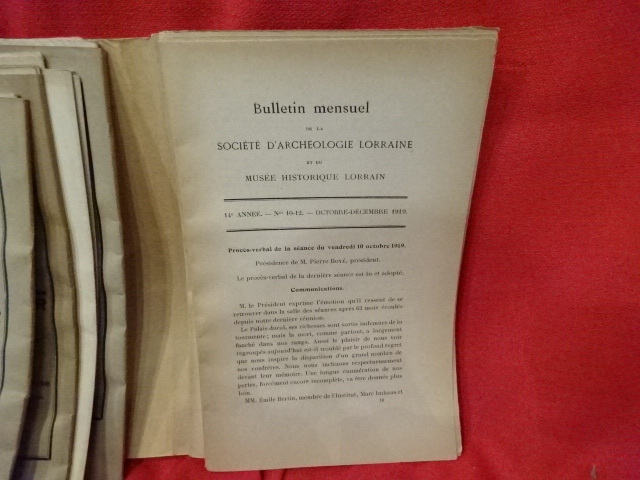 Bulletin mensuel
DE LA
SOCIÉTÉ D'ARCHÉOLOGIE LORRAINE
ET DU
MUSÉE HISTORIQUE LORRAIN
14e ANNÉE. — Nos 10-12. — OCTOBRE-DÉCEMBRE 1919.
Procès-verbal de la séance du vendredi 10 octobre 1919.
Présidence de M. Pierre Boyé, président.
Le procès-verbal de la dernière séance est lu et adopté.
Communications.
M. le Président exprime l'émotion qu'il ressent de se
retrouver dans la salle des séances après 62 mois écoulés
depuis notre dernière réunion.
Le Palais ducal, ses richesses sont sortis indemnes de la
tourmente ; mais la mort, comme partout, a largement
fauché dans nos rangs. Aussi le plaisir de nous voir
regroupés aujourd'hui est-il troublé par le profond regret
que nous inspire la disparition d'un grand nombre de
nos confrères. Nous nous inclinons respectueusement
devant leur mémoire. Une longue énumération de nos
pertes, forcément encore incomplète, va être donnée plus
loin.
MM. Emile Bertin, membre de l'Institut, Marc et